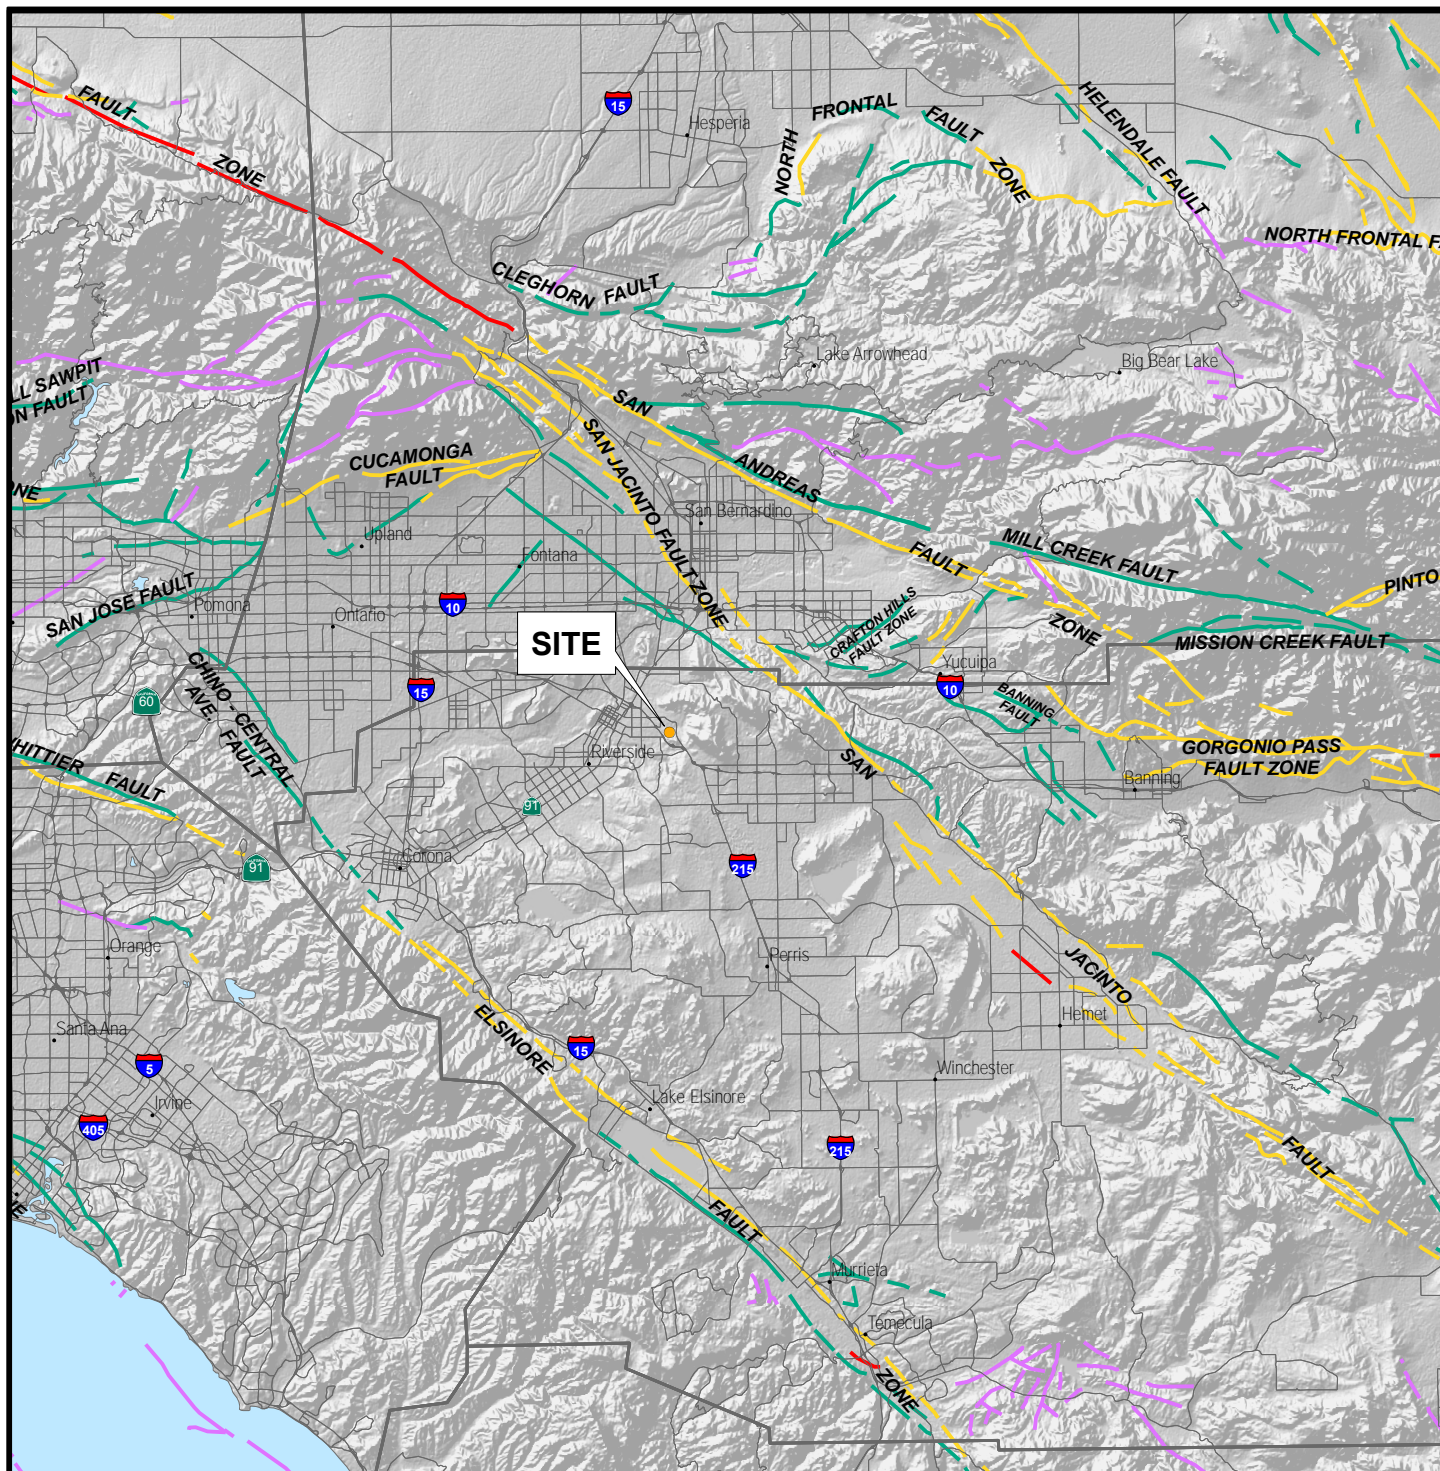 FAULT
ZONE
15
Hesperia
NORTH
FRONTAL
FAULT
ZONE
HELENDALE FAULT
NORTH FRONTAL F
CLEGHORN FAULT
Lake Arrowhead
Big Bear Lake
LL SAWPIT
ON FAULT
SAN
ANDREAS
FAULT
ZONE
CUCAMONGA
FAULT
SAN JACINTO FAULT ZONE
NE
San Bernardino
Upland
Fontana
MILL CREEK FAULT
PINTO
SAN JOSE FAULT
Pomona
Ontario
10
CRAFTON HILLS
FAULT ZONE
MISSION CREEK FAULT
SITE
Yucaipa
10
15
60
CHINO - CENTRAL
AVE. FAULT
BANNING
FAULT
HITTIER FAULT
Riverside
SAN
GORGONIO PASS
FAULT ZONE
Banning
91
91
Corona
215
Orange
Perris
JACINTO
Hemet
Santa Ana
ELSINORE
15
5
Irvine
405
Winchester
Lake Elsinore
215
FAULT
FAULT
Murrieta
Temecula
ZONE